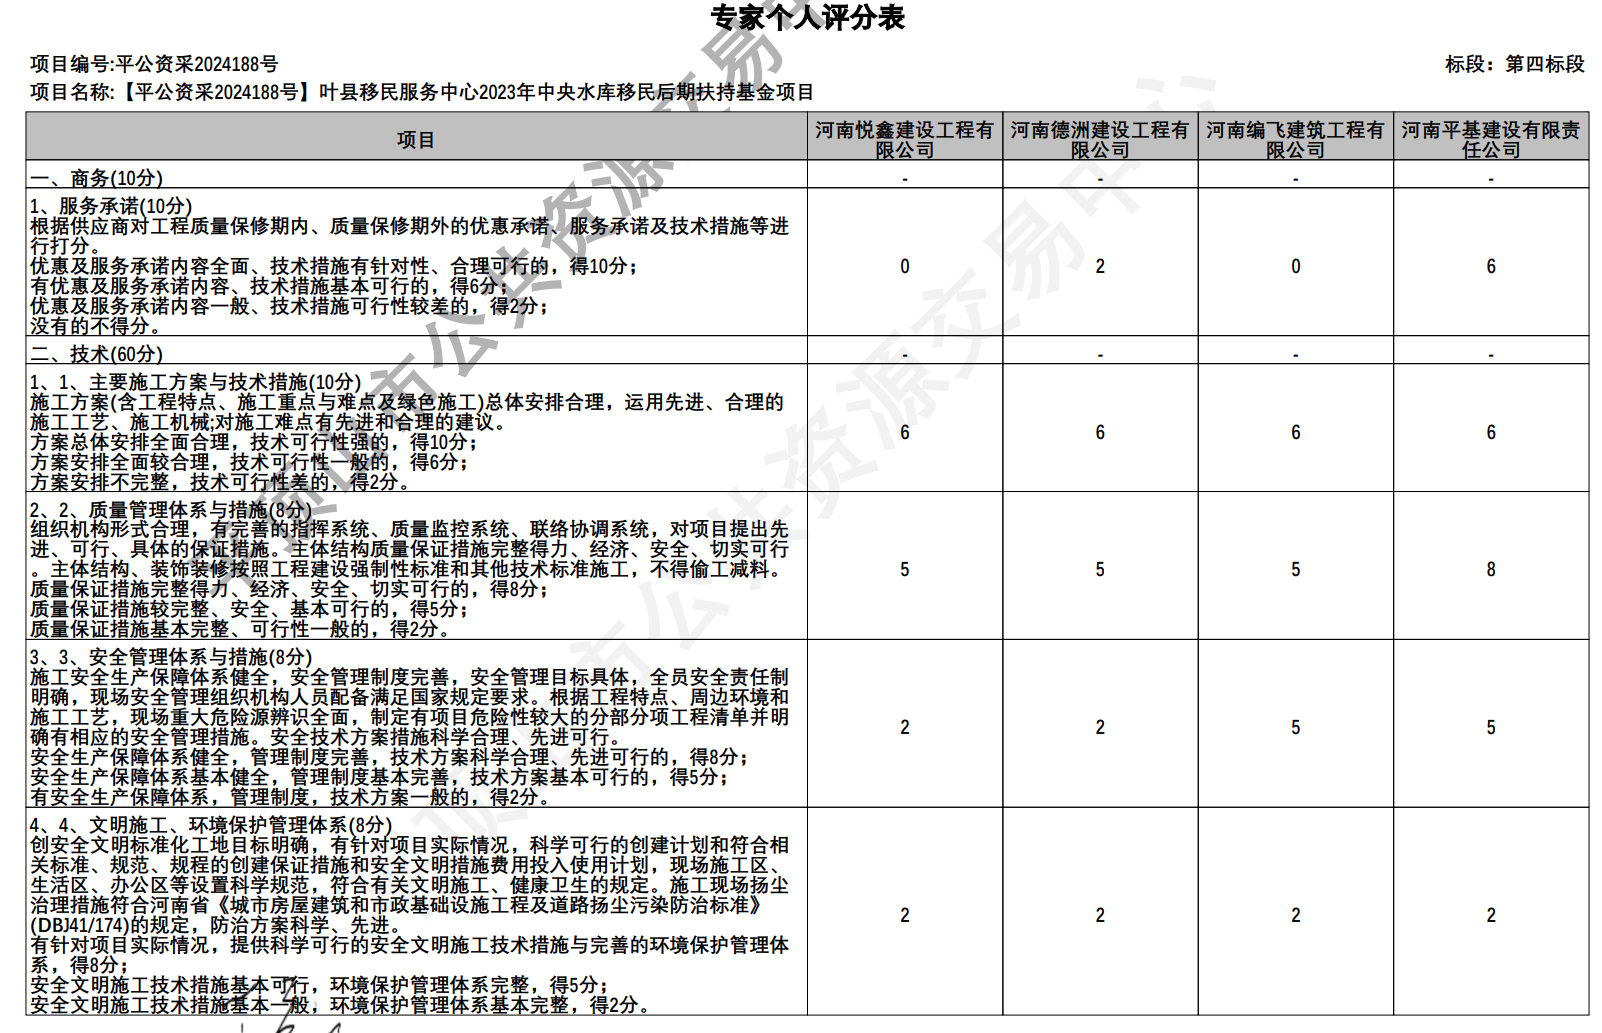 专家个人评分表
项目编号:平公资采2024188号
标段：第四标段
项目名称:【平公资采2024188号】叶县移民服务中心2023年中央水库移民后期扶持基金项目
项目
河南悦鑫建设工程有
限公司
河南德洲建设工程有
限公司
河南编飞建筑工程有
限公司
河南平基建设有限责
任公司
一、商务(10分)
-
-
-
-
1、服务承诺(10分)
根据供应商对工程质量保修期内、质量保修期外的优惠承诺、服务承诺及技术措施等进
行打分。
优惠及服务承诺内容全面、技术措施有针对性、合理可行的，得10分；
有优惠及服务承诺内容、技术措施基本可行的，得6分；
优惠及服务承诺内容一般、技术措施可行性较差的，得2分；
没有的不得分。
0
2
0
6
二、技术(60分)
-
-
-
-
1、1、主要施工方案与技术措施(10分)
施工方案(含工程特点、施工重点与难点及绿色施工)总体安排合理，运用先进、合理的
施工工艺、施工机械;对施工难点有先进和合理的建议。
方案总体安排全面合理，技术可行性强的，得10分；
方案安排全面较合理，技术可行性一般的，得6分；
方案安排不完整，技术可行性差的，得2分。
6
6
6
6
2、2、质量管理体系与措施(8分)
组织机构形式合理，有完善的指挥系统、质量监控系统、联络协调系统，对项目提出先
进、可行、具体的保证措施。主体结构质量保证措施完整得力、经济、安全、切实可行
。主体结构、装饰装修按照工程建设强制性标准和其他技术标准施工，不得偷工减料。
质量保证措施完整得力、经济、安全、切实可行的，得8分；
质量保证措施较完整、安全、基本可行的，得5分；
质量保证措施基本完整、可行性一般的，得2分。
5
5
5
8
3、3、安全管理体系与措施(8分)
施工安全生产保障体系健全，安全管理制度完善，安全管理目标具体，全员安全责任制
明确，现场安全管理组织机构人员配备满足国家规定要求。根据工程特点、周边环境和
施工工艺，现场重大危险源辨识全面，制定有项目危险性较大的分部分项工程清单并明
确有相应的安全管理措施。安全技术方案措施科学合理、先进可行。
安全生产保障体系健全，管理制度完善，技术方案科学合理、先进可行的，得8分；
安全生产保障体系基本健全，管理制度基本完善，技术方案基本可行的，得5分；
有安全生产保障体系，管理制度，技术方案一般的，得2分。
2
2
5
5
4、4、文明施工、环境保护管理体系(8分)
创安全文明标准化工地目标明确，有针对项目实际情况，科学可行的创建计划和符合相
关标准、规范、规程的创建保证措施和安全文明措施费用投入使用计划，现场施工区、
生活区、办公区等设置科学规范，符合有关文明施工、健康卫生的规定。施工现场扬尘
治理措施符合河南省《城市房屋建筑和市政基础设施工程及道路扬尘污染防治标准》
(DBJ41/174)的规定，防治方案科学、先进。
有针对项目实际情况，提供科学可行的安全文明施工技术措施与完善的环境保护管理体
系，得8分；
安全文明施工技术措施基本可行，环境保护管理体系完整，得5分；
安全文明施工技术措施基本一般，环境保护管理体系基本完整，得2分。
2
2
2
2
平顶山市公共资源交易中
平顶山市公共资源交易中心